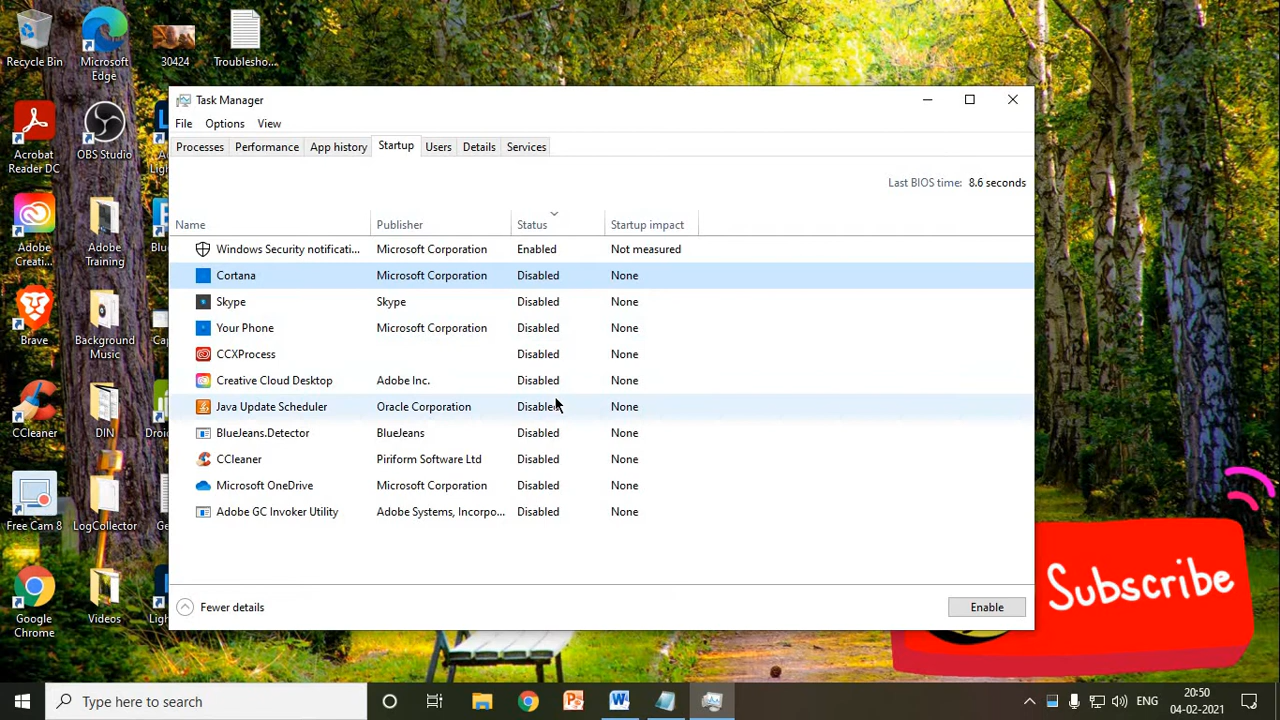 Recycle Bin
Microsoft
Edge
30424
Troublesho...
Acrobat
Reader DC
OBS Studio
Adobe
Creati...
Adobe
Training
Brave
Background
Music
CCleaner
DIN
Free Cam 8
LogCollector
Google
Chrome
Videos
Task Manager
File Options View
Processes Performance App history Startup Users Details Services
Last BIOS time: 8.6 seconds
Name Publisher Status Startup impact
Windows Security notificati... Microsoft Corporation Enabled Not measured
Cortana Microsoft Corporation Disabled None
Skype Skype Disabled None
Your Phone Microsoft Corporation Disabled None
CCXProcess Disabled None
Creative Cloud Desktop Adobe Inc. Disabled None
Java Update Scheduler Oracle Corporation Disabled None
BlueJeans.Detector BlueJeans Disabled None
CCleaner Piriform Software Ltd Disabled None
Microsoft OneDrive Microsoft Corporation Disabled None
Adobe GC Invoker Utility Adobe Systems, Incorpo... Disabled None
Fewer details
Enable
Subscribe
Type here to search
ENG
20:50
04-02-2021